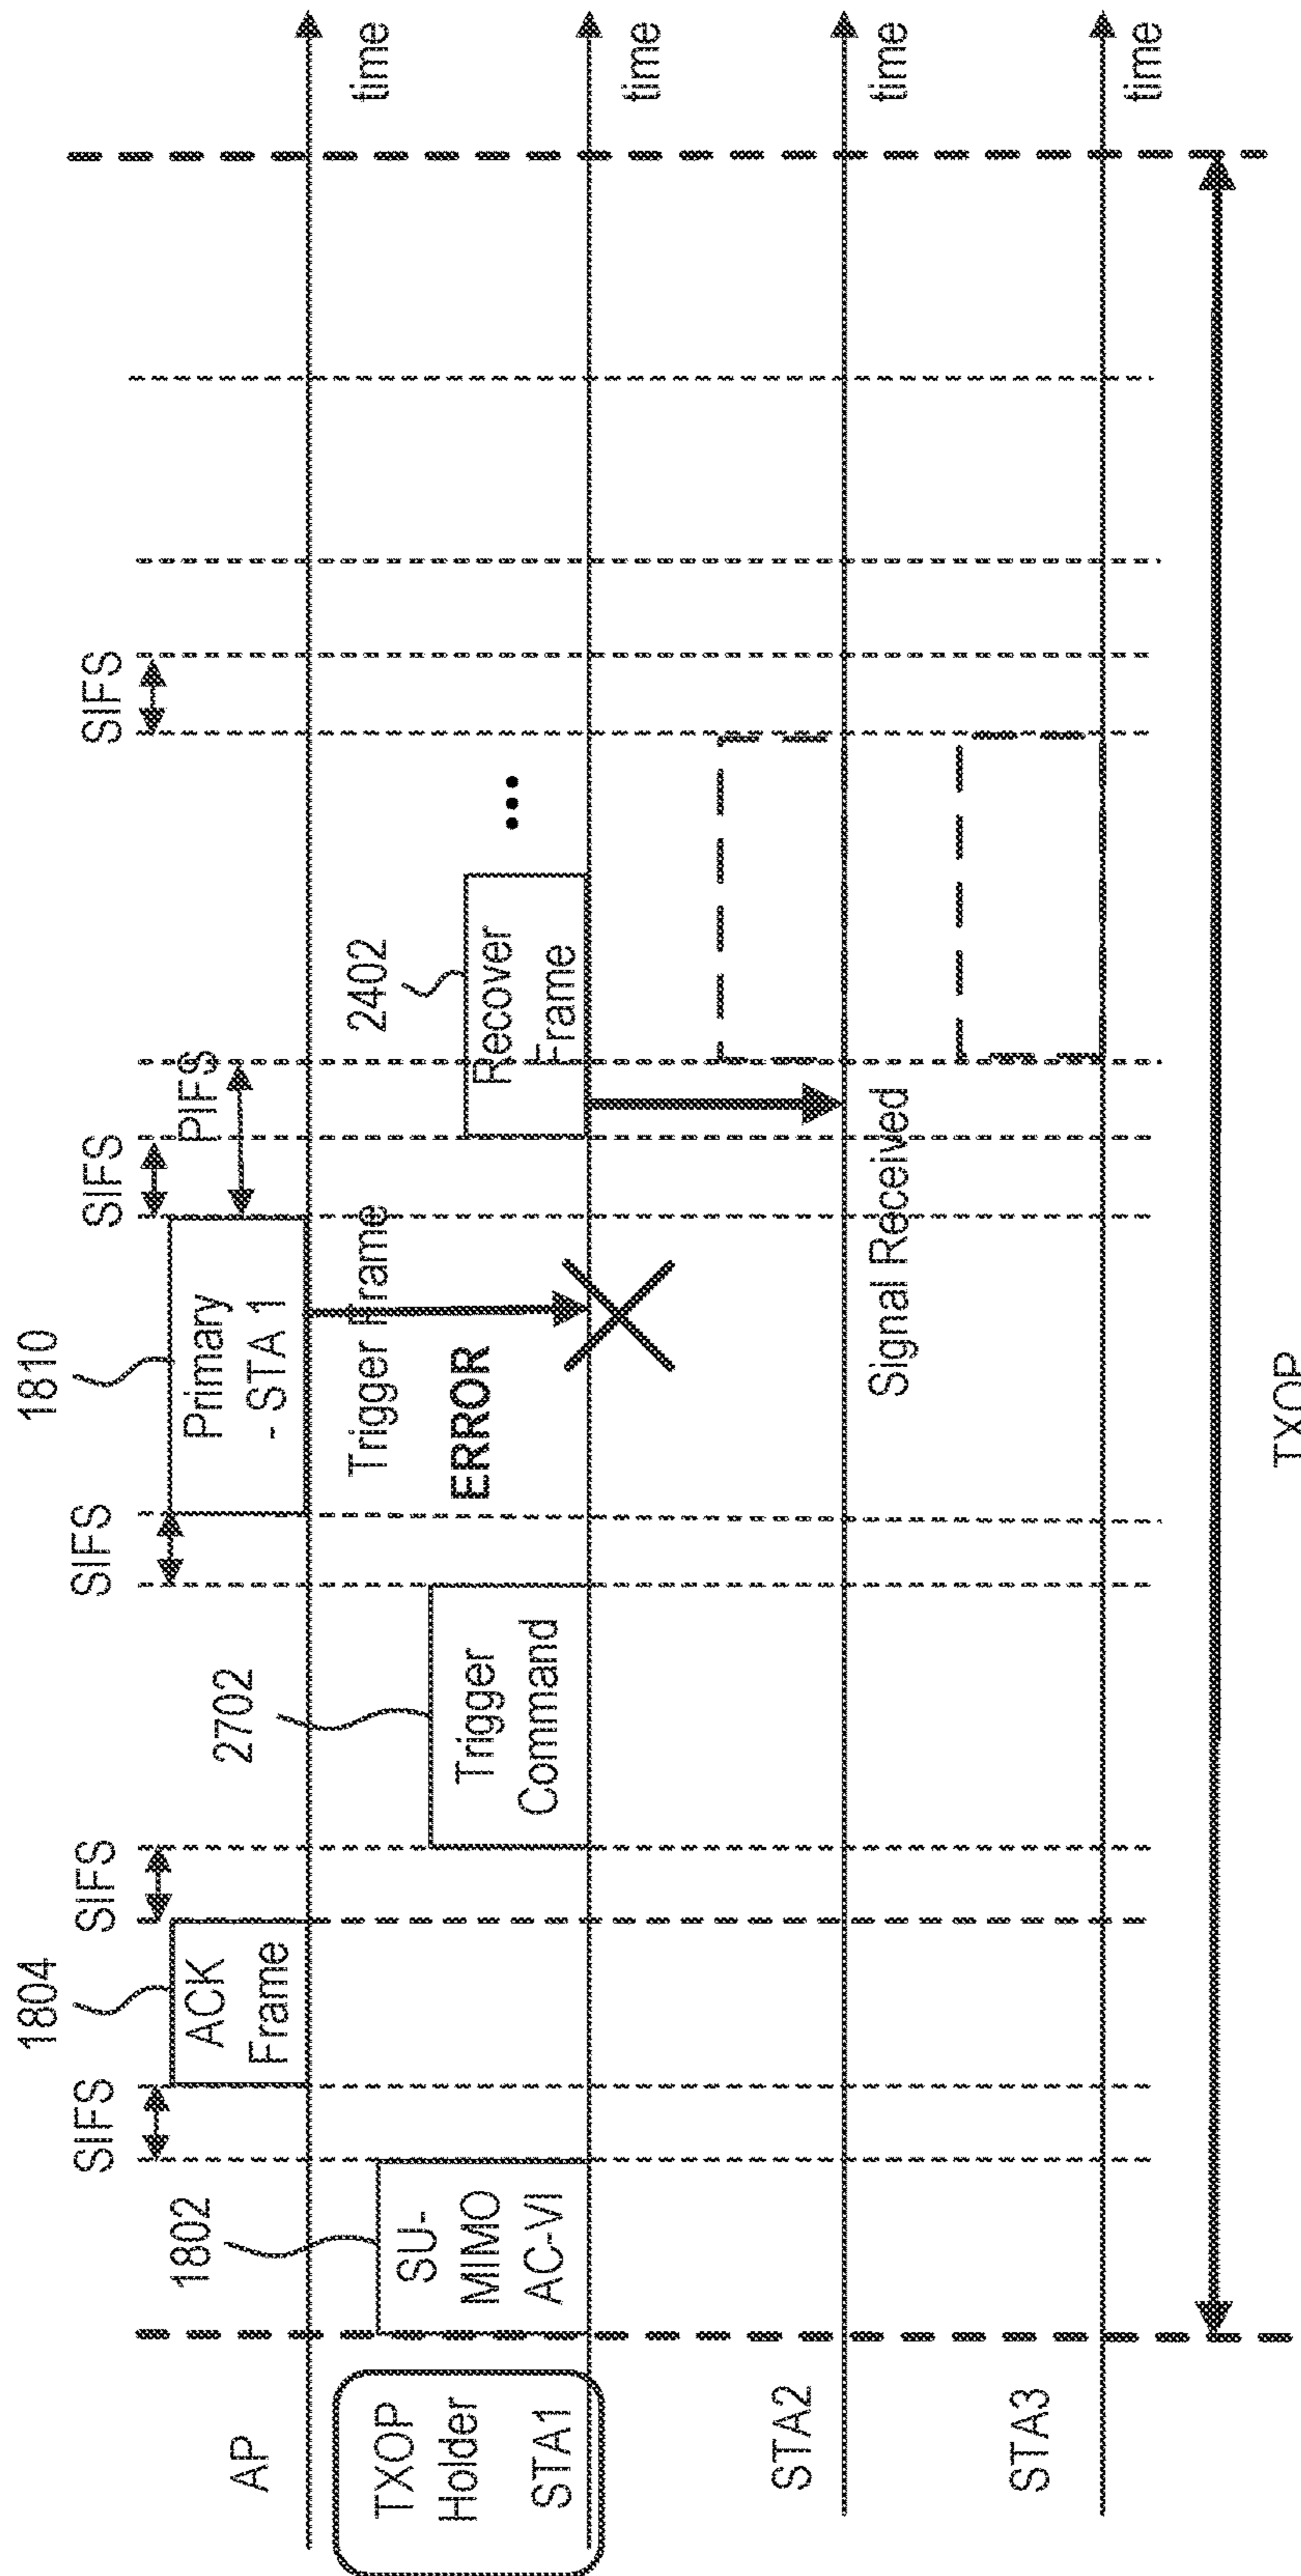 1802
SIFS
1804
SIFS
2702
SIFS
1810
SIFS
PIFS
2402
SIFS
AP
ACK
Frame
Primary
- STA 1
time
TXOP
Holder
STA1
SU-
MIMO
AC-VI
Trigger
Command
Trigger Frame
ERROR
Recover
Frame
...
time
STA2
Signal Received
time
STA3
time
TXOP